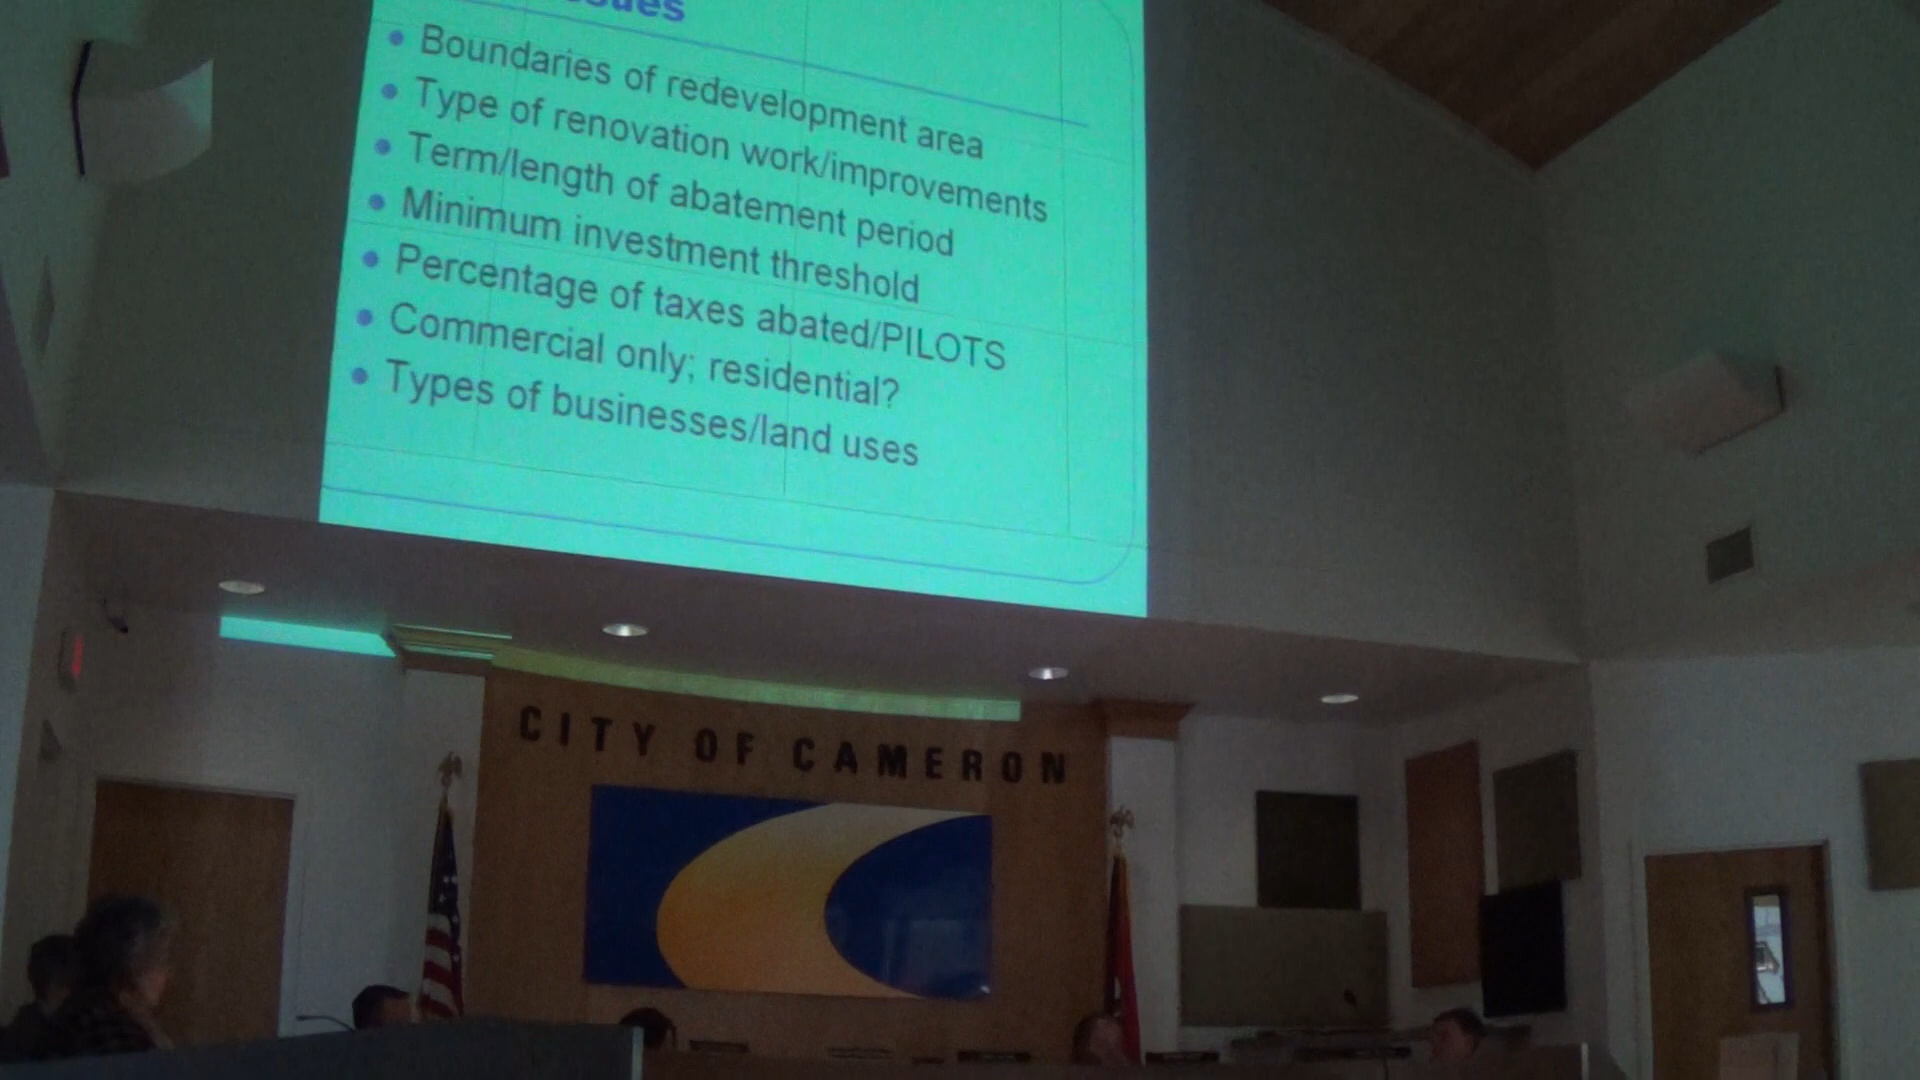 Boundaries of redevelopment area
Type of renovation work/improvements
Term/length of abatement period
Minimum investment threshold
Percentage of taxes abated/PILOTS
Commercial only; residential?
Types of businesses/land uses
CITY OF CAMERON